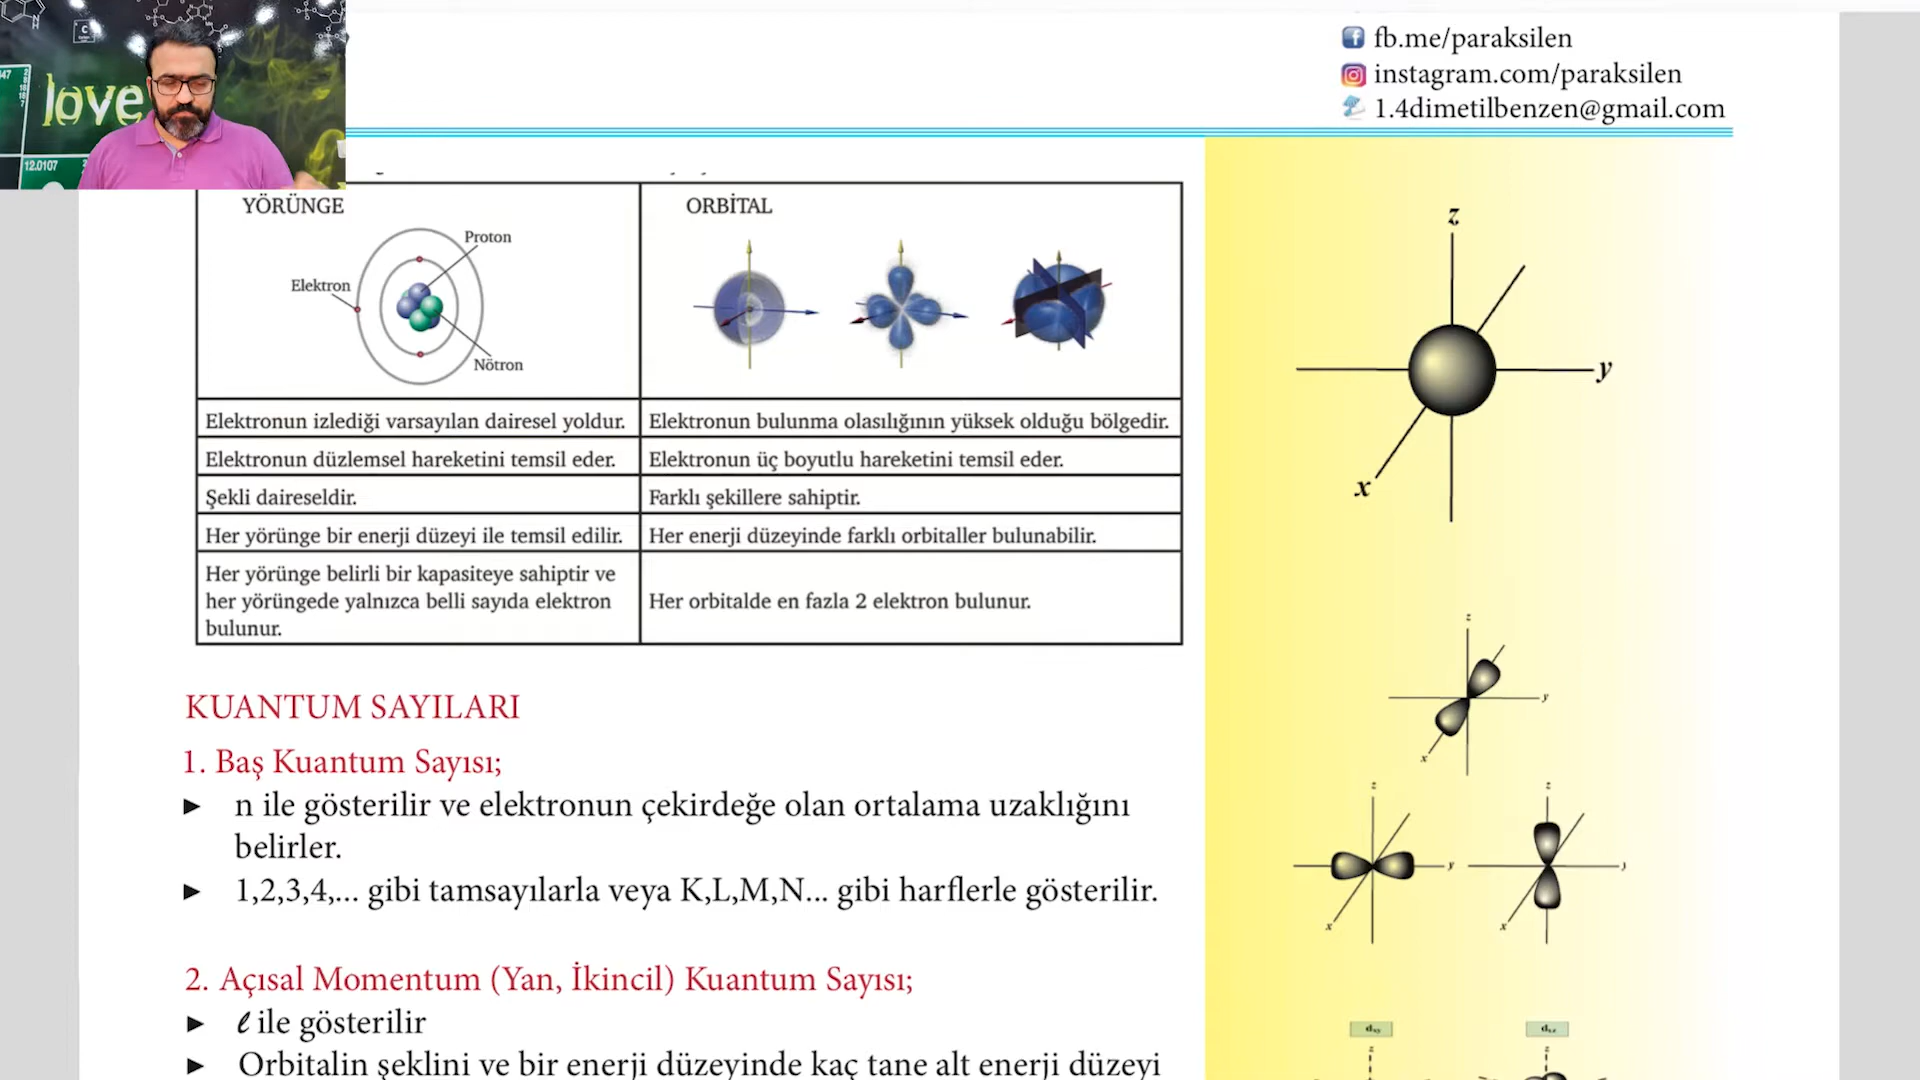 C
347
love
12.0107
fb.me/paraksilen
instagram.com/paraksilen
1.4dimetilbenzen@gmail.com
YÖRÜNGE
Proton
Elektron
Nötron
ORBİTAL
Elektronun izlediği varsayılan dairesel yoldur.
Elektronun bulunma olasılığının yüksek olduğu bölgedir.
Elektronun düzlemsel hareketini temsil eder.
Elektronun üç boyutlu hareketini temsil eder.
Şekli daireseldir.
Farklı şekillere sahiptir.
Her yörünge bir enerji düzeyi ile temsil edilir.
Her enerji düzeyinde farklı orbitaller bulunabilir.
Her yörünge belirli bir kapasiteye sahiptir ve
her yörüngede yalnızca belli sayıda elektron
bulunur.
Her orbitalde en fazla 2 elektron bulunur.
KUANTUM SAYILARI
1. Baş Kuantum Sayısı;
► n ile gösterilir ve elektronun çekirdeğe olan ortalama uzaklığını
belirler.
► 1,2,3,4,... gibi tamsayılarla veya K,L,M,N... gibi harflerle gösterilir.
2. Açısal Momentum (Yan, İkincil) Kuantum Sayısı;
► ℓ ile gösterilir
► Orbitalin şeklini ve bir enerji düzeyinde kaç tane alt enerji düzeyi
z
y
x
z
y
x
z
y
x
z
y
x
dxy
dxz
z
z